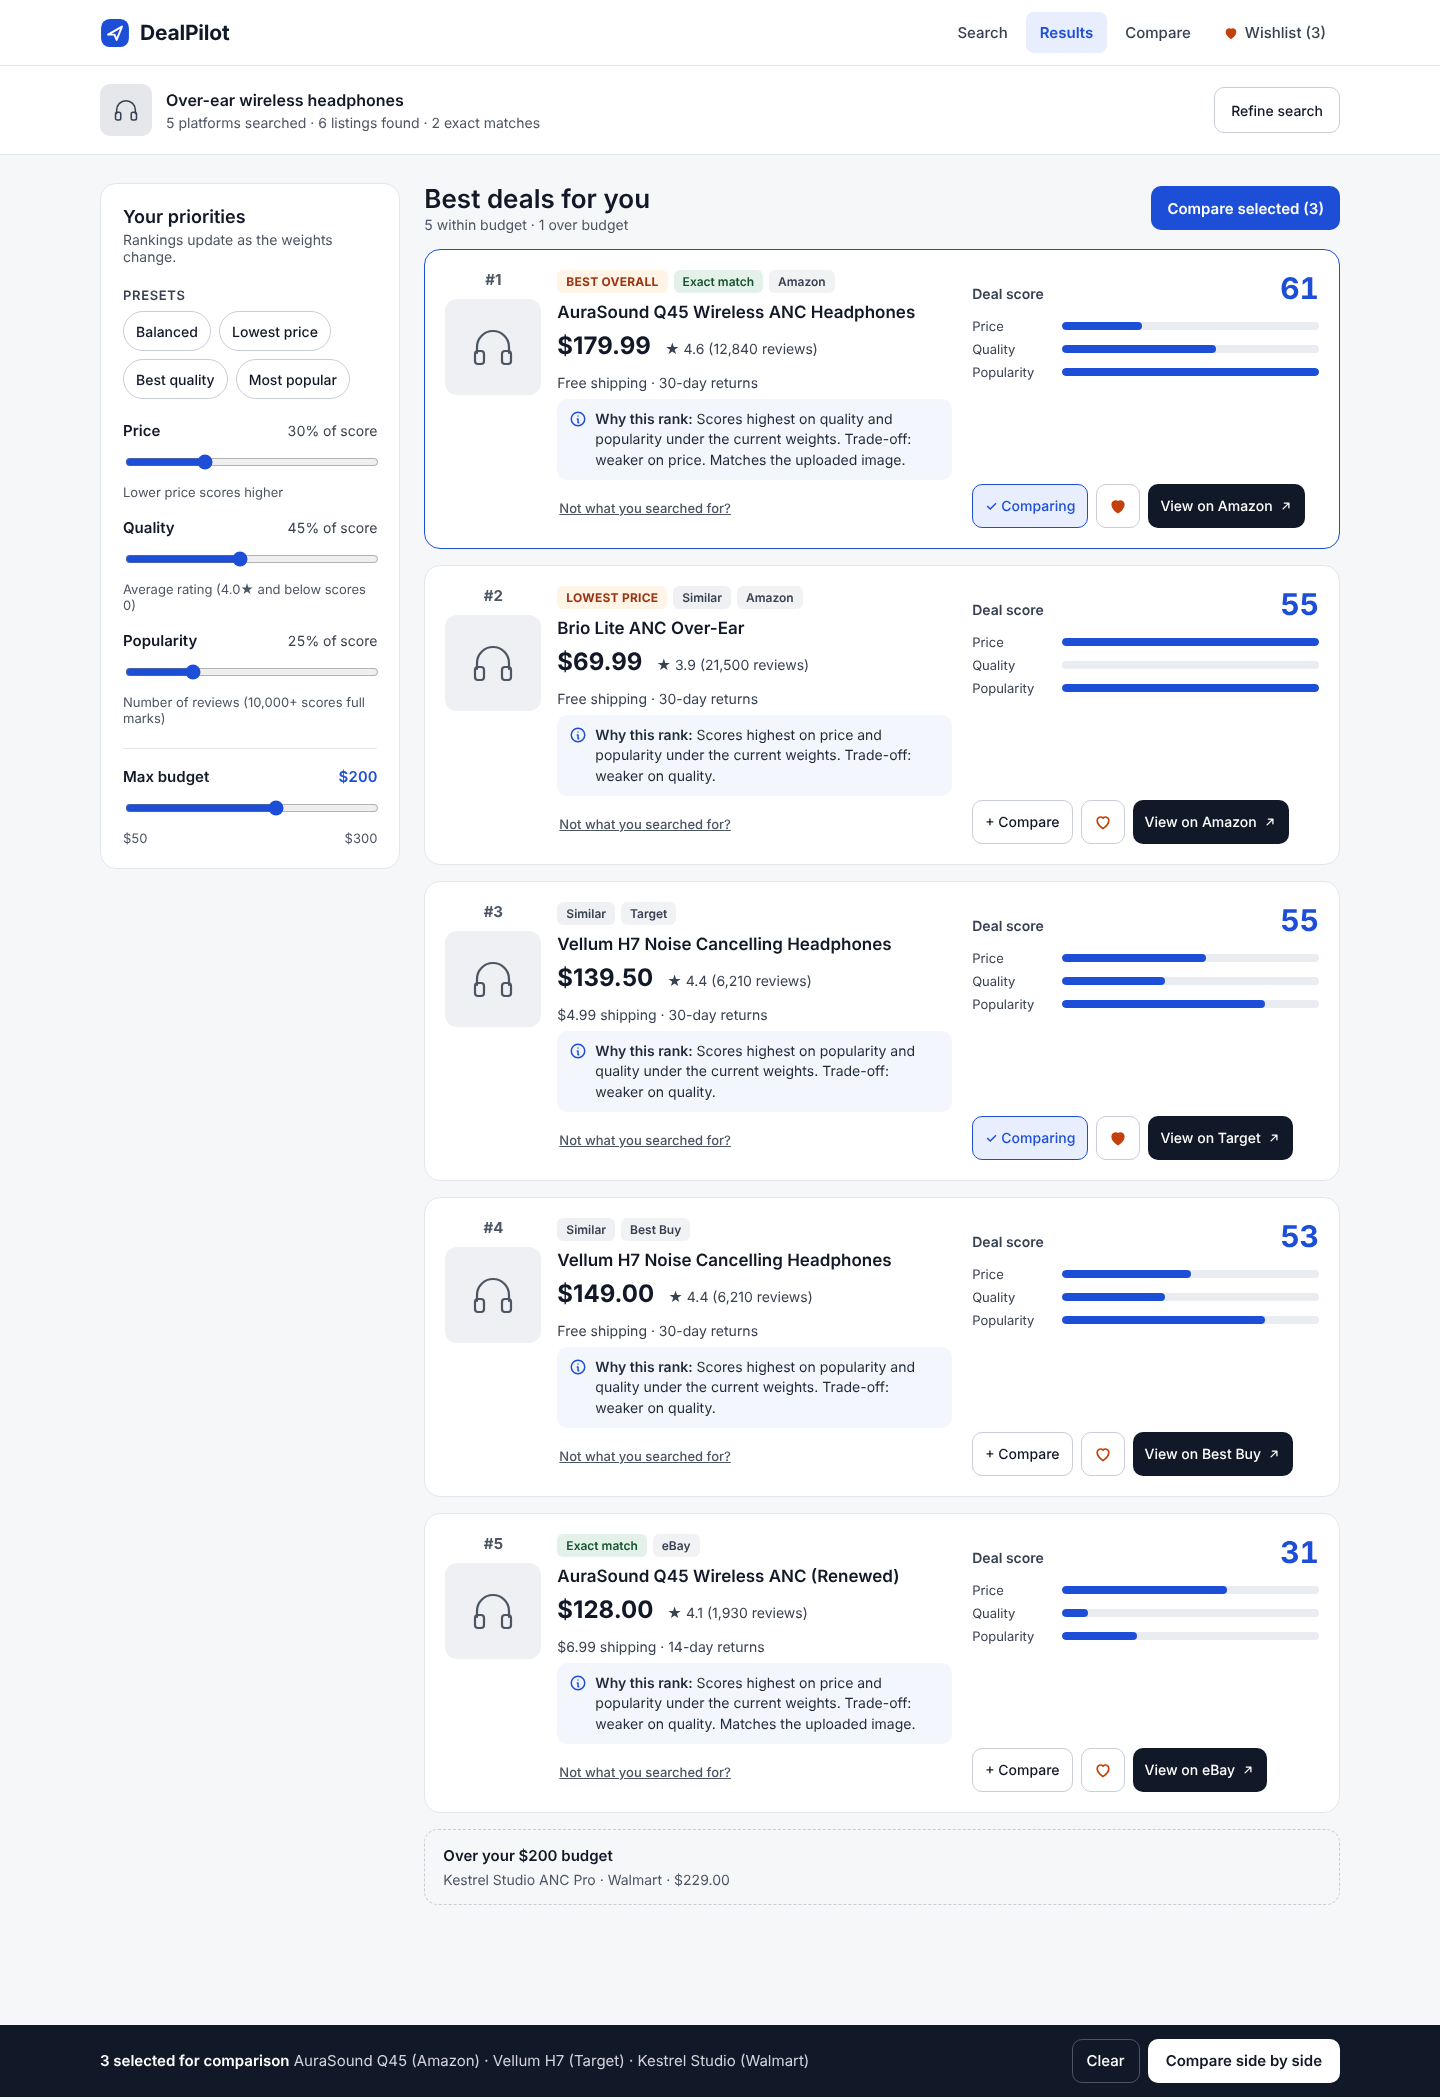 DealPilot
Search
Results
Compare
Wishlist (3)
Over-ear wireless headphones
5 platforms searched · 6 listings found · 2 exact matches
Refine search
Your priorities
Rankings update as the weights
change.
PRESETS
Balanced
Lowest price
Best quality
Most popular
Price
30% of score
Lower price scores higher
Quality
45% of score
Average rating (4.0★ and below scores
0)
Popularity
25% of score
Number of reviews (10,000+ scores full
marks)
Max budget
$200
$50
$300
Best deals for you
5 within budget · 1 over budget
Compare selected (3)
#1
BEST OVERALL
Exact match
Amazon
AuraSound Q45 Wireless ANC Headphones
$179.99 ★ 4.6 (12,840 reviews)
Free shipping · 30-day returns
Why this rank: Scores highest on quality and
popularity under the current weights. Trade-off:
weaker on price. Matches the uploaded image.
Not what you searched for?
Deal score
61
Price
Quality
Popularity
✓ Comparing
View on Amazon ↗
#2
LOWEST PRICE
Similar
Amazon
Brio Lite ANC Over-Ear
$69.99 ★ 3.9 (21,500 reviews)
Free shipping · 30-day returns
Why this rank: Scores highest on price and
popularity under the current weights. Trade-off:
weaker on quality.
Not what you searched for?
Deal score
55
Price
Quality
Popularity
+ Compare
View on Amazon ↗
#3
Similar
Target
Vellum H7 Noise Cancelling Headphones
$139.50 ★ 4.4 (6,210 reviews)
$4.99 shipping · 30-day returns
Why this rank: Scores highest on popularity and
quality under the current weights. Trade-off:
weaker on quality.
Not what you searched for?
Deal score
55
Price
Quality
Popularity
✓ Comparing
View on Target ↗
#4
Similar
Best Buy
Vellum H7 Noise Cancelling Headphones
$149.00 ★ 4.4 (6,210 reviews)
Free shipping · 30-day returns
Why this rank: Scores highest on popularity and
quality under the current weights. Trade-off:
weaker on quality.
Not what you searched for?
Deal score
53
Price
Quality
Popularity
+ Compare
View on Best Buy ↗
#5
Exact match
eBay
AuraSound Q45 Wireless ANC (Renewed)
$128.00 ★ 4.1 (1,930 reviews)
$6.99 shipping · 14-day returns
Why this rank: Scores highest on price and
popularity under the current weights. Trade-off:
weaker on quality. Matches the uploaded image.
Not what you searched for?
Deal score
31
Price
Quality
Popularity
+ Compare
View on eBay ↗
Over your $200 budget
Kestrel Studio ANC Pro · Walmart · $229.00
3 selected for comparison AuraSound Q45 (Amazon) · Vellum H7 (Target) · Kestrel Studio (Walmart)
Clear
Compare side by side